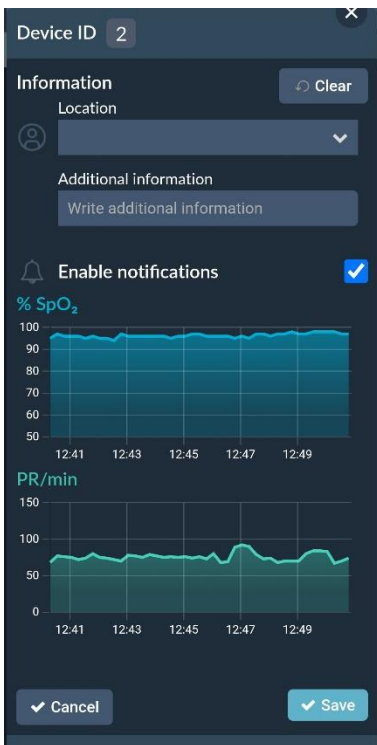 Device ID 2
Information
Clear
Location
Additional information
Write additional information
Enable notifications
% SpO₂
100
90
80
70
60
50
12:41 12:43 12:45 12:47 12:49
PR/min
150
100
50
0
12:41 12:43 12:45 12:47 12:49
Cancel
Save